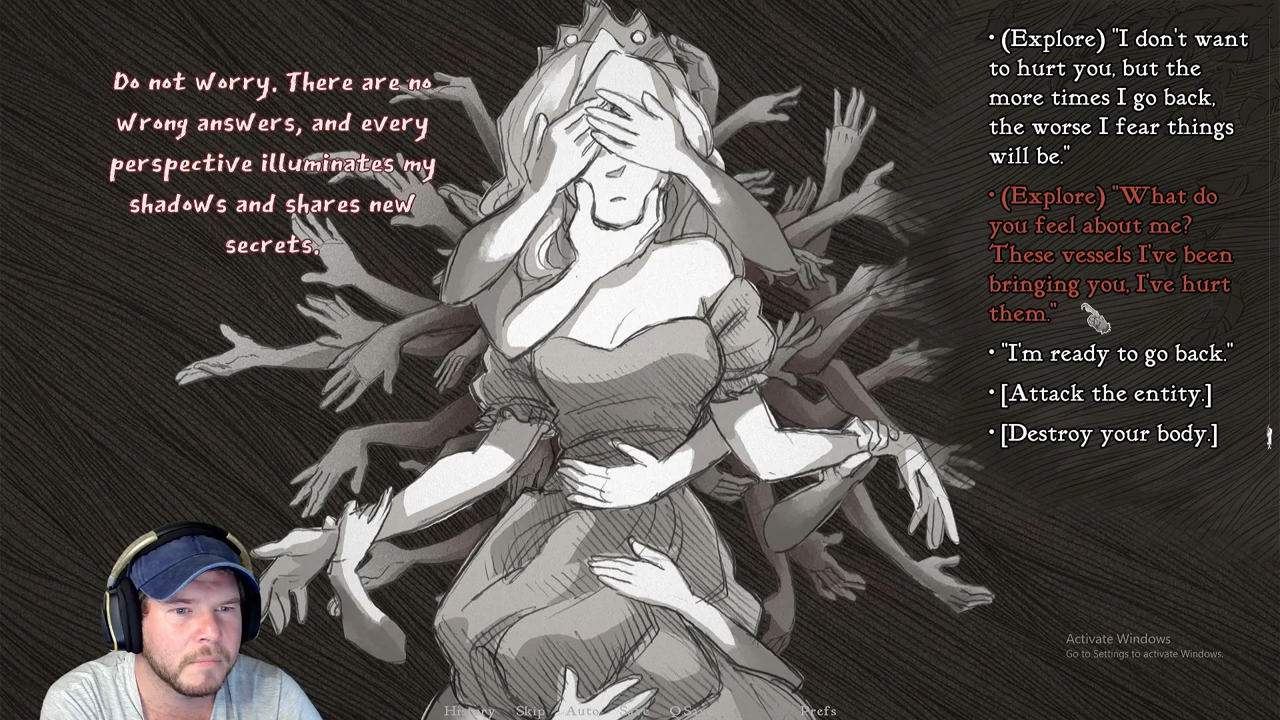 Do not worry. There are no
wrong answers, and every
perspective illuminates my
shadows and shares new
secrets.
• (Explore) "I don't want
to hurt you, but the
more times I go back,
the worse I fear things
will be."
• (Explore) "What do
you feel about me?
These vessels I've been
bringing you, I've hurt
them."
• "I'm ready to go back."
• [Attack the entity.]
• [Destroy your body.]
Activate Windows
Go to Settings to activate Windows.
History Skip Auto Save Q.Save Prefs